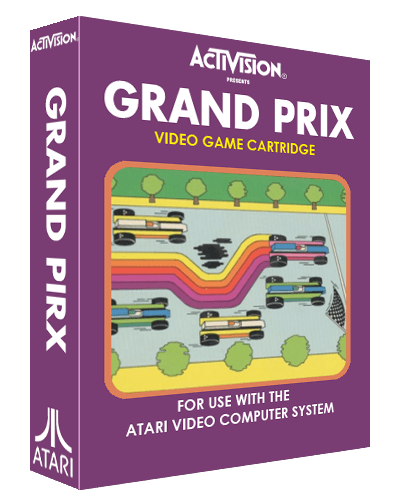 ACTIVISION
GRAND PIRX
ATARI
ACTIVISION®
PRESENTS
GRAND PRIX
VIDEO GAME CARTRIDGE
FOR USE WITH THE
ATARI VIDEO COMPUTER SYSTEM